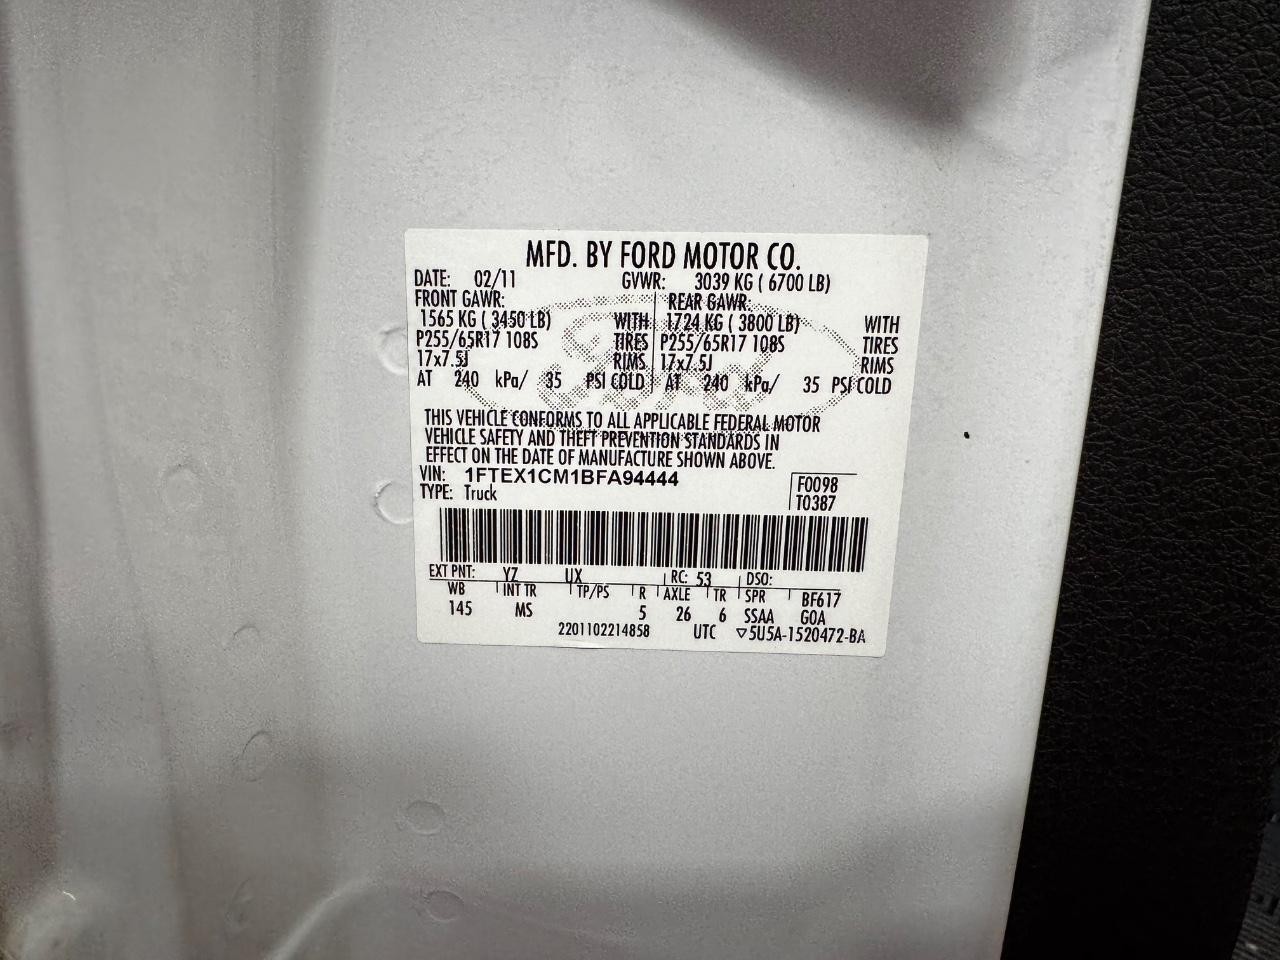 MFD. BY FORD MOTOR CO.
DATE: 02/11 GVWR: 3039 KG ( 6700 LB)
FRONT GAWR: REAR GAWR:
1565 KG ( 3450 LB) WITH 1724 KG ( 3800 LB) WITH
P255/65R17 108S TIRES P255/65R17 108S TIRES
17x7.5J RIMS 17x7.5J RIMS
AT 240 kPa/ 35 PSI COLD AT 240 kPa/ 35 PSI COLD
Ford
THIS VEHICLE CONFORMS TO ALL APPLICABLE FEDERAL MOTOR
VEHICLE SAFETY AND THEFT PREVENTION STANDARDS IN
EFFECT ON THE DATE OF MANUFACTURE SHOWN ABOVE.
VIN: 1FTEX1CM1BFA94444 F0098
TYPE: Truck T0387
EXT PNT: YZ UX RC: 53 DSO:
WB INT TR TP/PS R AXLE TR SPR BF617
145 MS 5 26 6 SSAA GOA
2201102214858 UTC ▽5U5A-1520472-BA